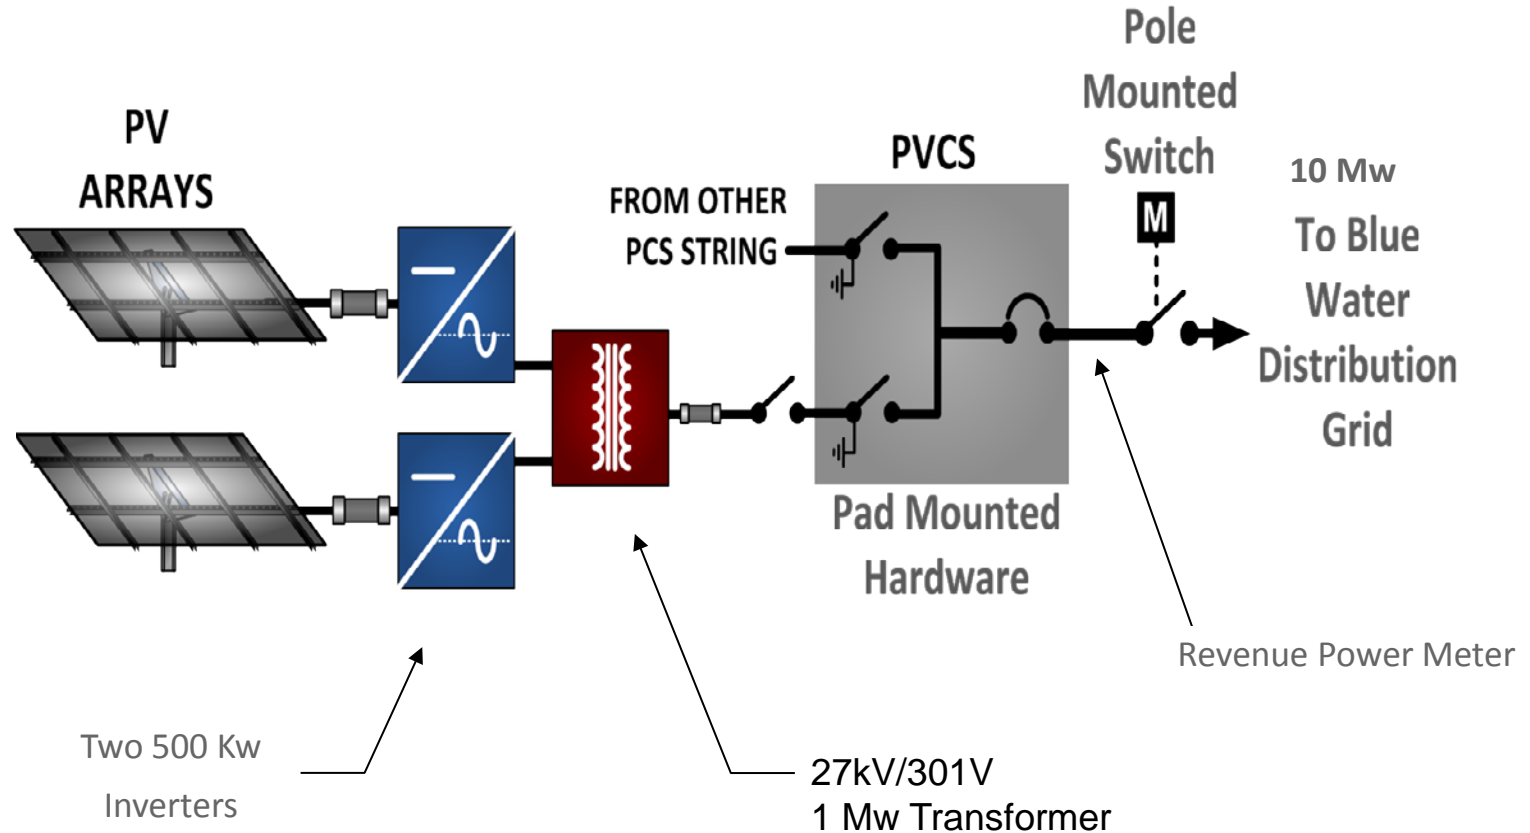 PV
ARRAYS
FROM OTHER
PCS STRING
PVCS
Pole
Mounted
Switch
M
10 Mw
To Blue
Water
Distribution
Grid
Pad Mounted
Hardware
Revenue Power Meter
Two 500 Kw
Inverters
27kV/301V
1 Mw Transformer